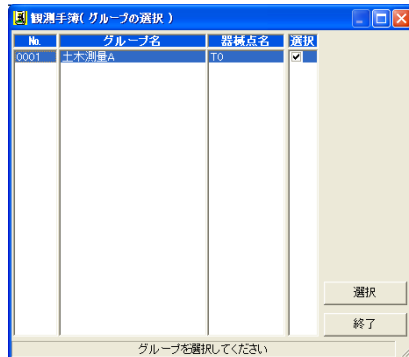 観測手簿( グループの選択 )
No. グループ名 器械点名 選択
0001 土木測量A T0
選択
終了
グループを選択してください